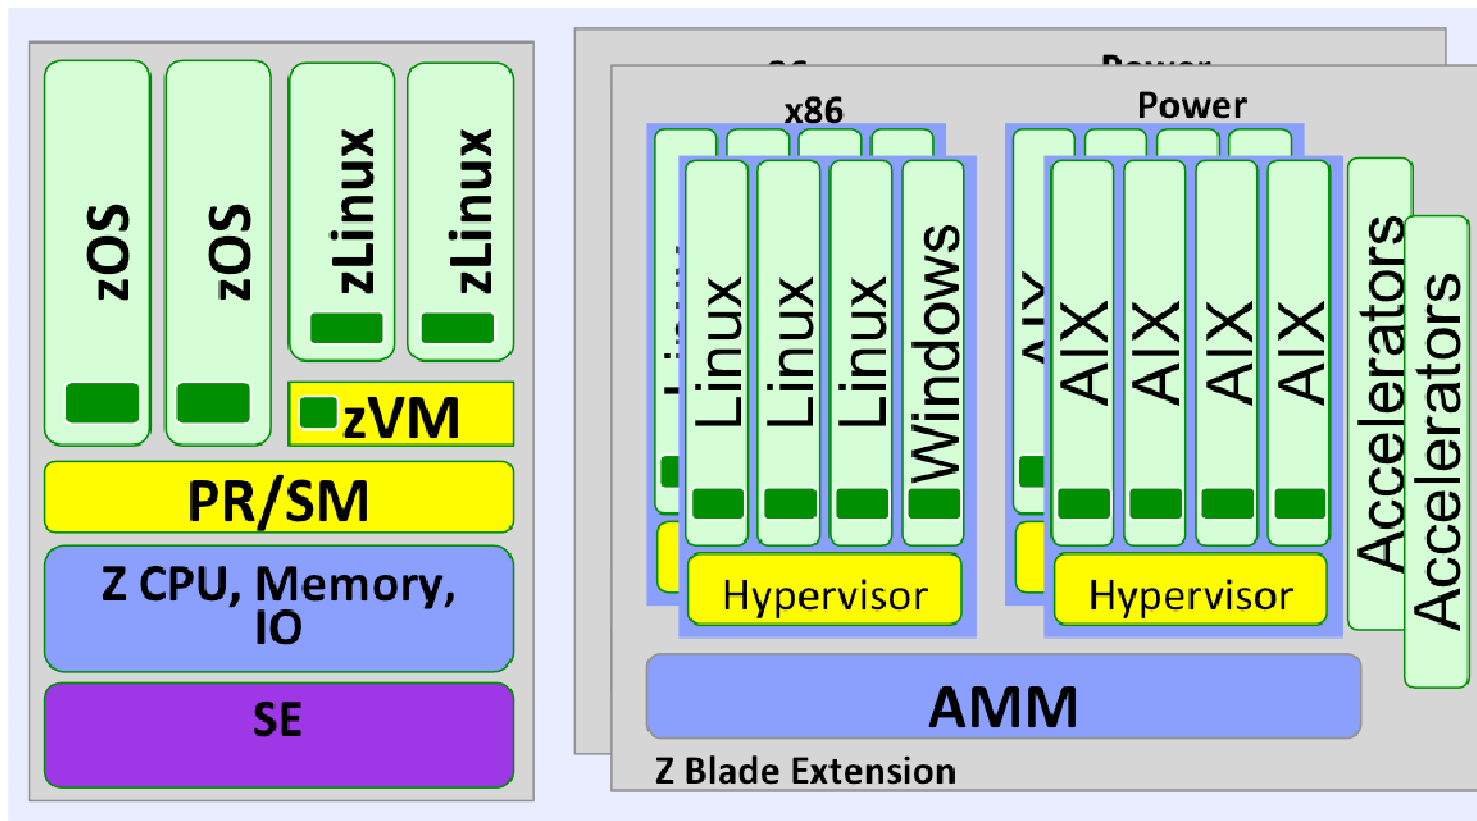 zOS
zOS
zLinux
zLinux
zVM
PR/SM
Z CPU, Memory,
IO
SE
x86
Power
Power
Linux
Linux
Linux
Windows
Hypervisor
AIX
AIX
AIX
AIX
Hypervisor
Accelerators
Accelerators
AMM
Z Blade Extension